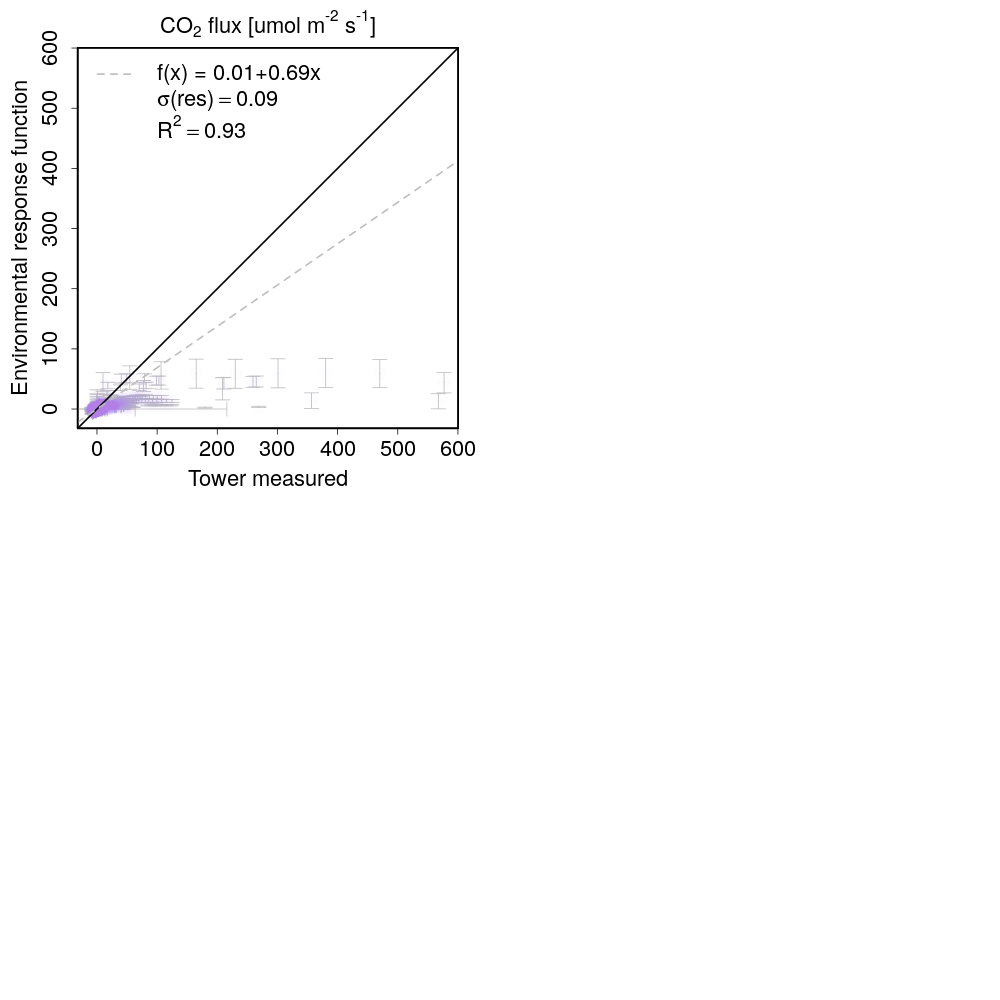 CO₂ flux [umol m⁻² s⁻¹]
f(x) = 0.01+0.69x
σ(res) = 0.09
R² = 0.93
Environmental response function
600
500
400
300
200
100
0
0 100 200 300 400 500 600
Tower measured